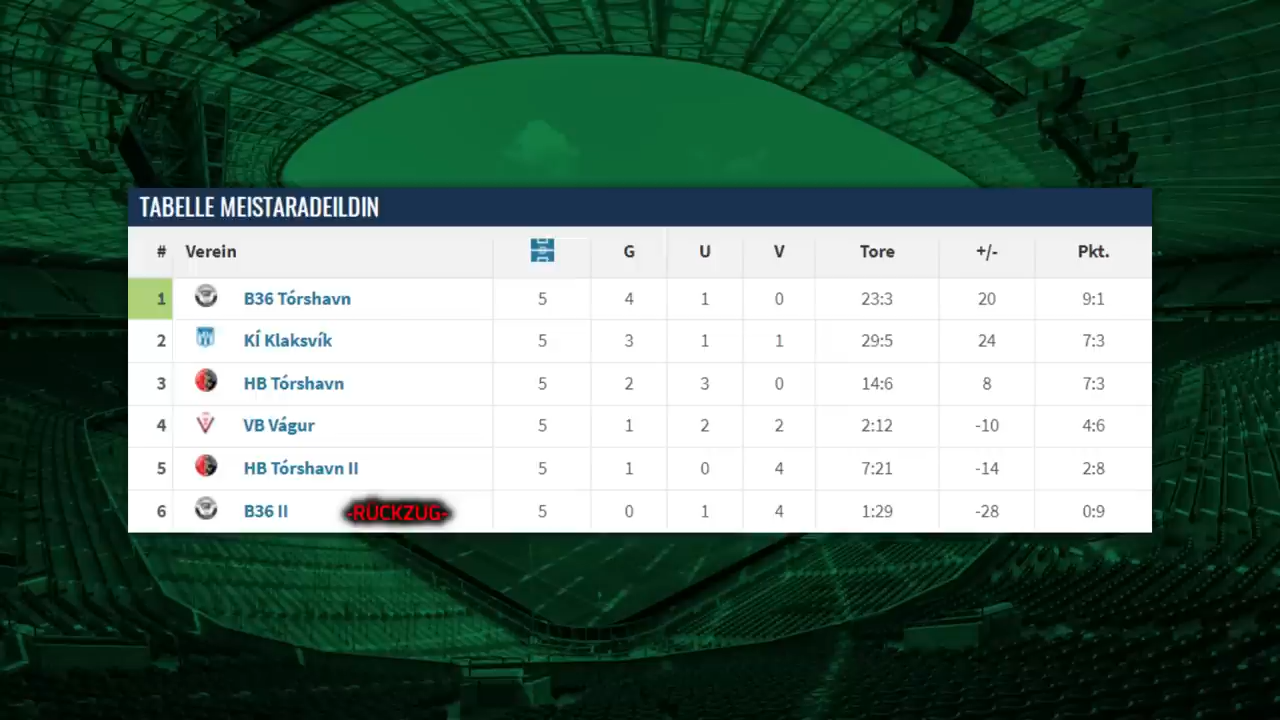 TABELLE MEISTARADEILDIN
# Verein G U V Tore +/- Pkt.
1 B36 Tórshavn 5 4 1 0 23:3 20 9:1
2 KÍ Klaksvík 5 3 1 1 29:5 24 7:3
3 HB Tórshavn 5 2 3 0 14:6 8 7:3
4 VB Vágur 5 1 2 2 2:12 -10 4:6
5 HB Tórshavn II 5 1 0 4 7:21 -14 2:8
6 B36 II -RÜCKZUG- 5 0 1 4 1:29 -28 0:9